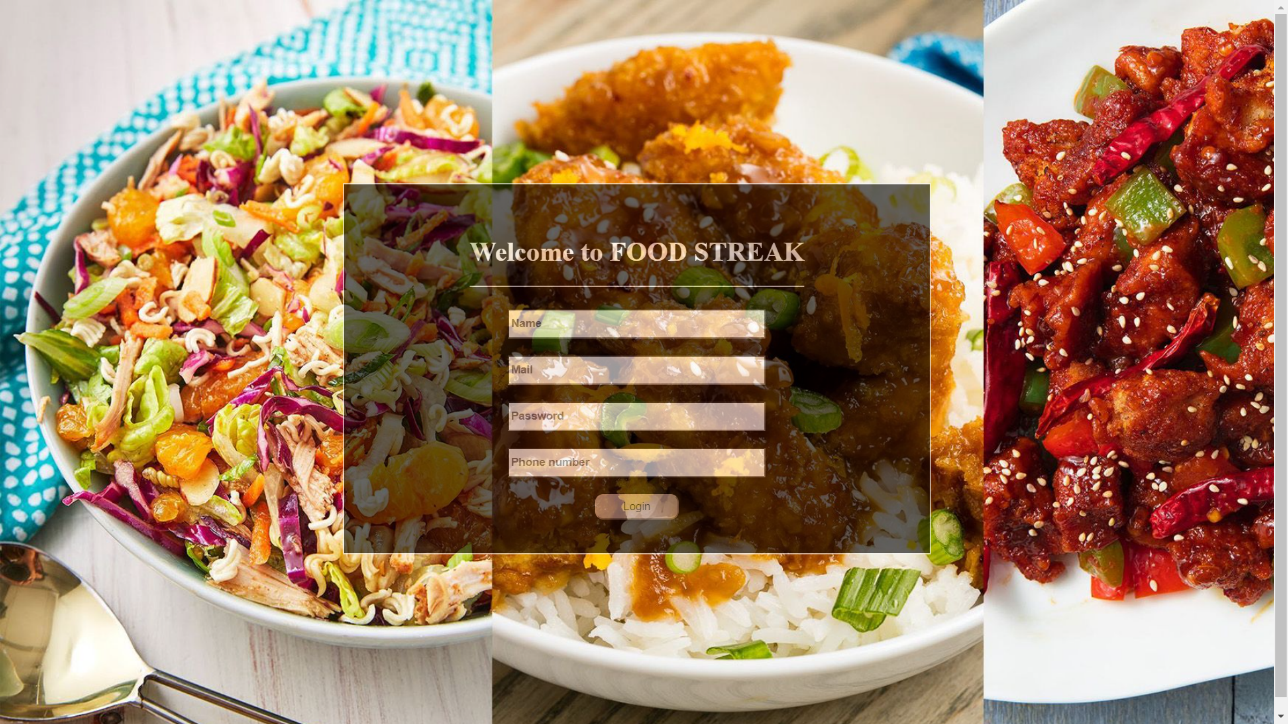 Welcome to FOOD STREAK
Name
Mail
Password
Phone number
Login